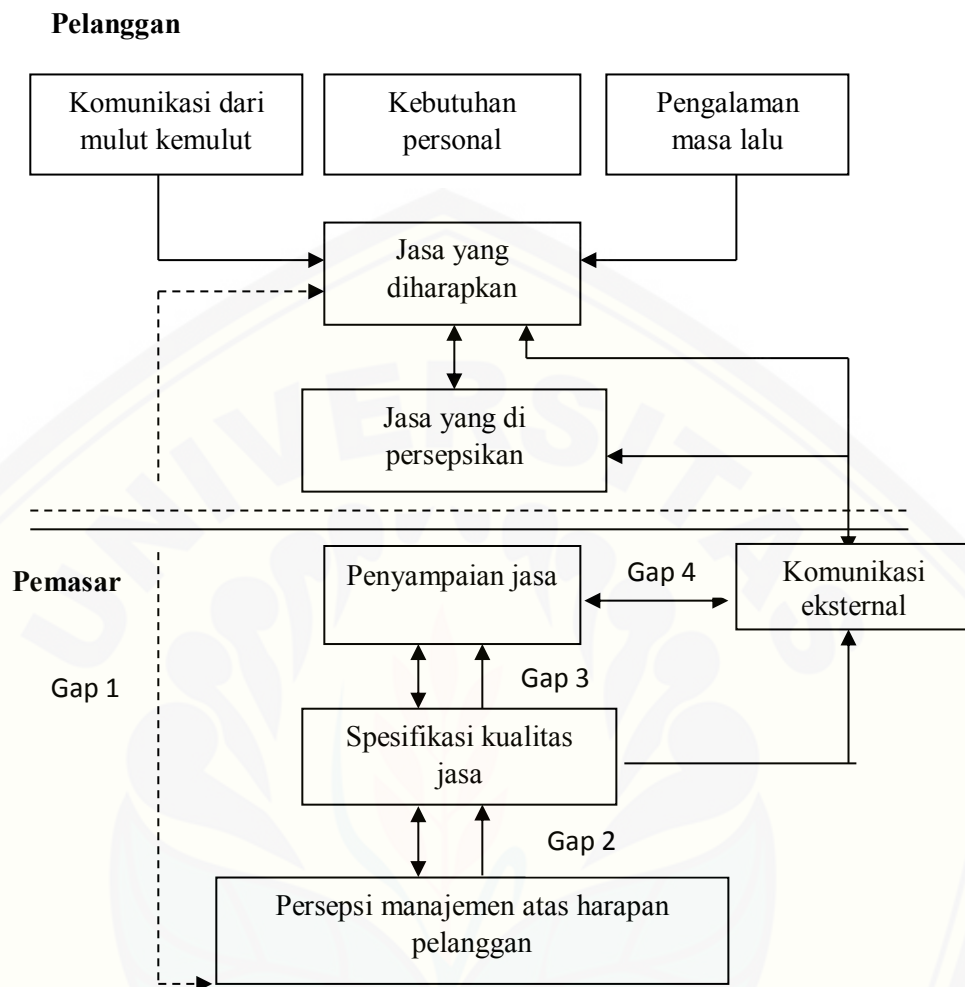 Pelanggan
Komunikasi dari
mulut kemulut
Kebutuhan
personal
Pengalaman
masa lalu
Jasa yang
diharapkan
Jasa yang di
persepsikan
UNIVERSITAS
Pemasar
Penyampaian jasa
Gap 4
Komunikasi
eksternal
Gap 1
Gap 3
Spesifikasi kualitas
jasa
Gap 2
Persepsi manajemen atas harapan
pelanggan